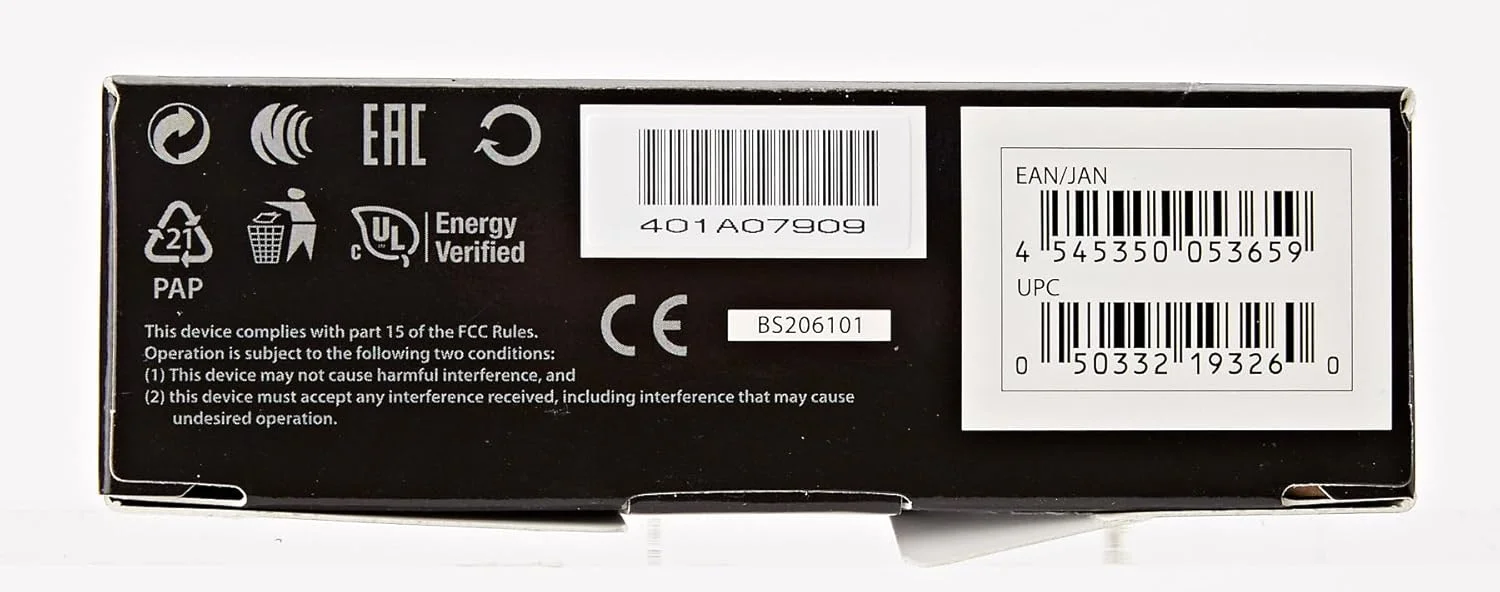 EAC
21
PAP
c UL
Energy
Verified
This device complies with part 15 of the FCC Rules.
Operation is subject to the following two conditions:
(1) This device may not cause harmful interference, and
(2) this device must accept any interference received, including interference that may cause
undesired operation.
401A07909
CE
BS206101
EAN/JAN
4 545350 053659
UPC
0 50332 19326 0